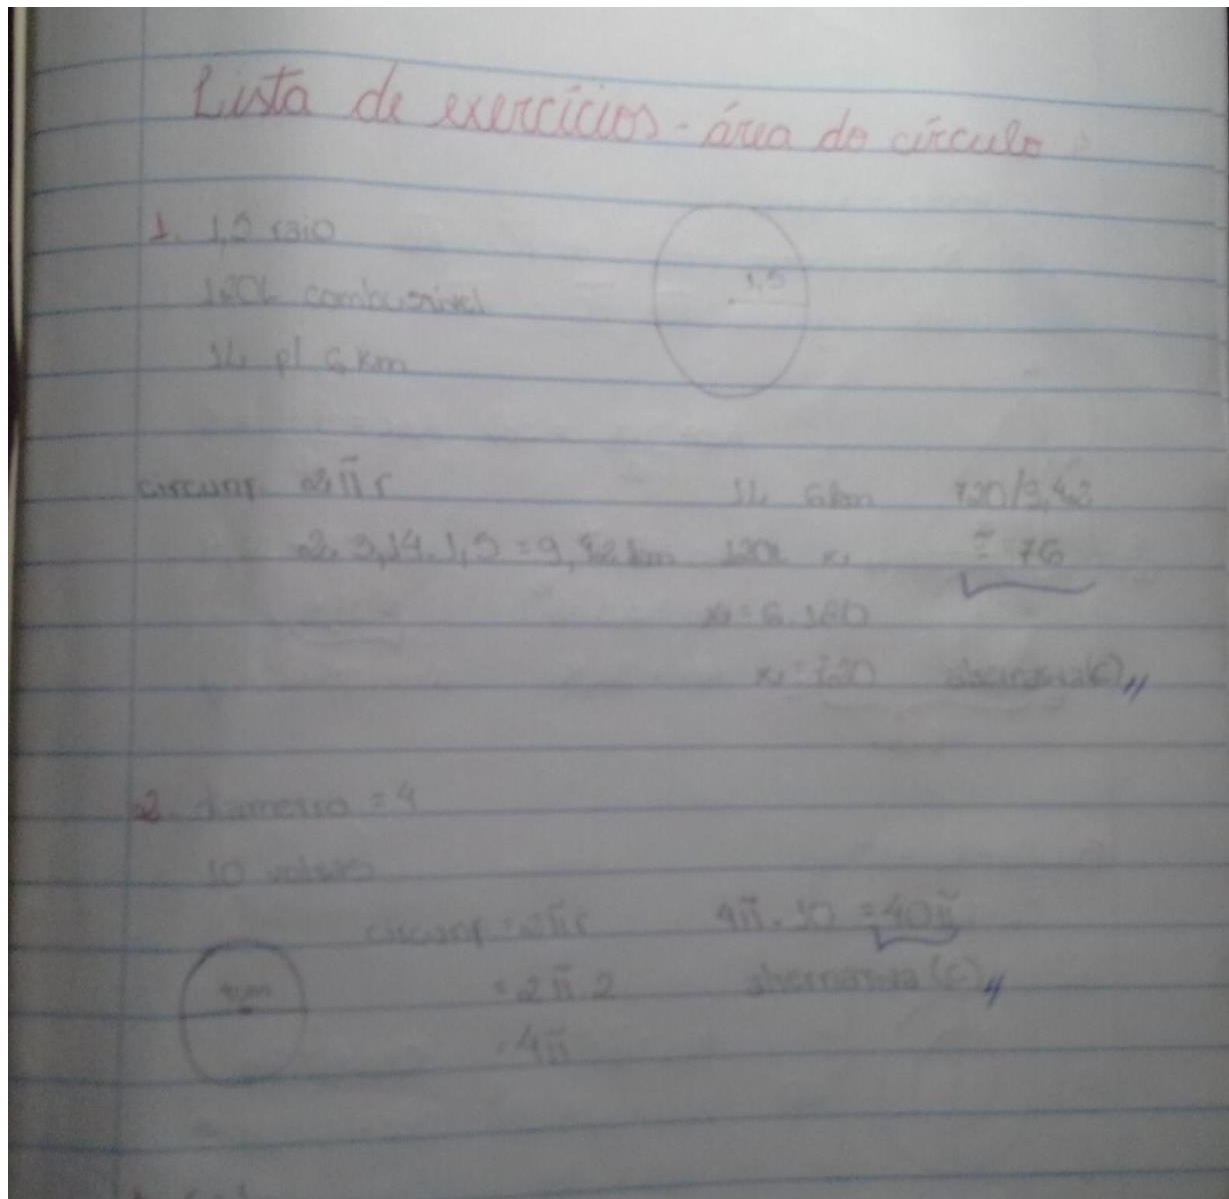 Lista de exercícios - área do círculo
1. 1,5 raio
1,5
120L combustível
1L p/ 6 km
circunf. 2π̄ r
1L 6km 720/9,42
2. 3,14. 1,5 = 9,42 km 120L x. ≅ 76
x = 6.120
x = 720 alternativa (C)//
2. diametro = 4
10 voltas
circunf = 2π̄r 4π̄. 10 = 40π̄
= 2π̄.2 alternativa (C)//
= 4π̄